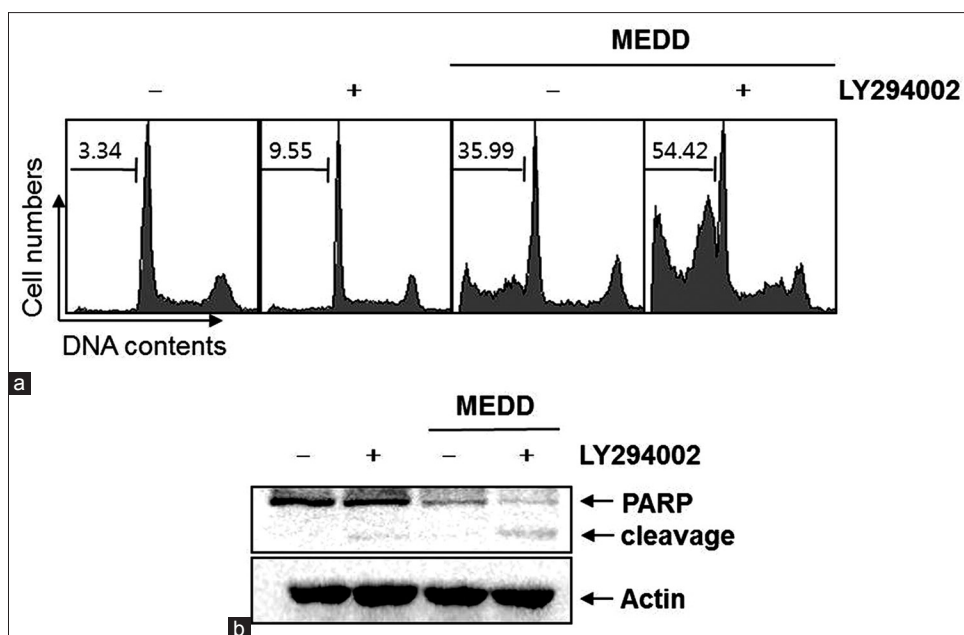 MEDD
– + – + LY294002
3.34 9.55 35.99 54.42
Cell numbers
DNA contents
a
MEDD
– + – + LY294002
PARP
cleavage
Actin
b